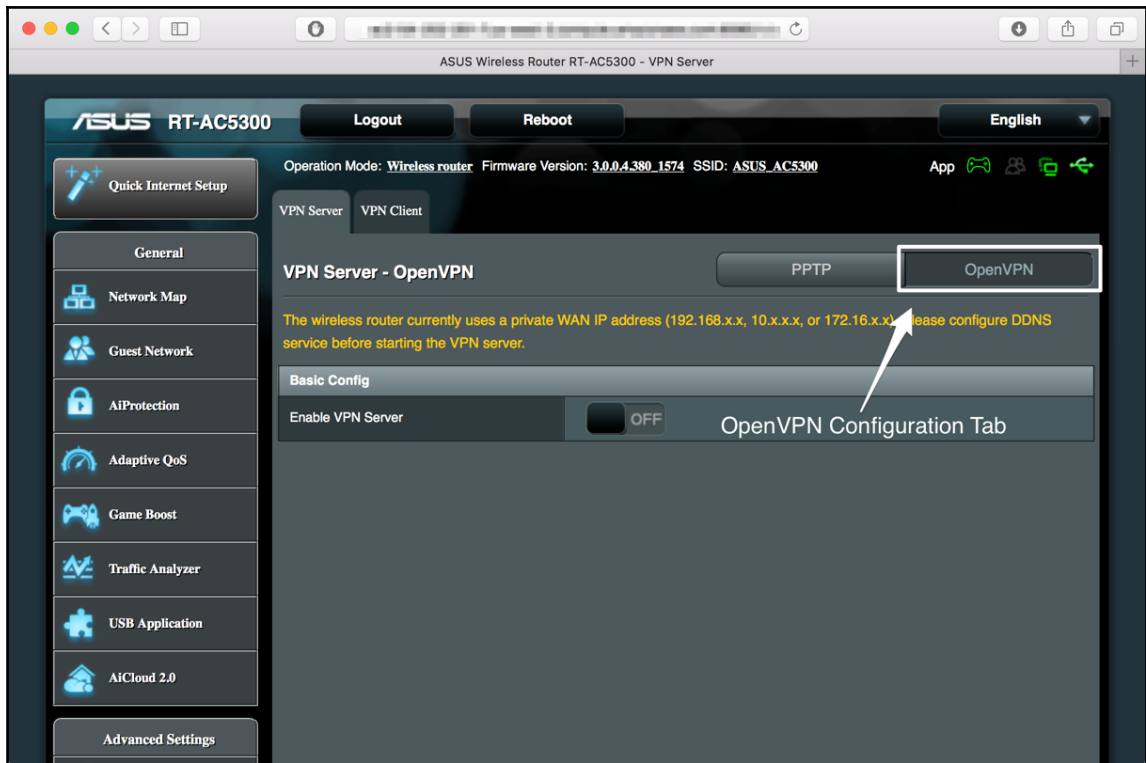 ASUS Wireless Router RT-AC5300 - VPN Server
ASUS RT-AC5300 Logout Reboot English
Operation Mode: Wireless router Firmware Version: 3.0.0.4.380_1574 SSID: ASUS_AC5300 App
Quick Internet Setup
VPN Server VPN Client
General
VPN Server - OpenVPN PPTP OpenVPN
Network Map
The wireless router currently uses a private WAN IP address (192.168.x.x, 10.x.x.x, or 172.16.x.x) lease configure DDNS
service before starting the VPN server.
Guest Network
Basic Config
AiProtection
Enable VPN Server OFF
OpenVPN Configuration Tab
Adaptive QoS
Game Boost
Traffic Analyzer
USB Application
AiCloud 2.0
Advanced Settings